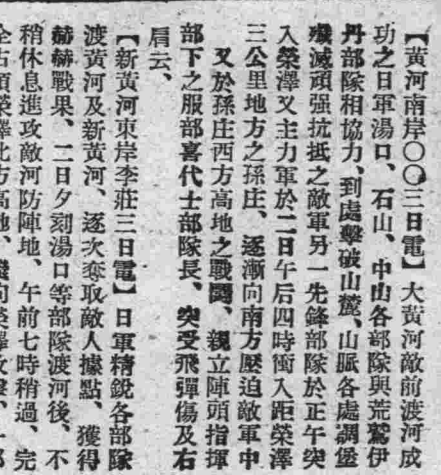 【黃河南岸〇〇三日電】大黃河敵前渡河成
功之日軍湯口、石山、中山各部隊與荒鷲伊
丹部隊相協力、到處擊破山麓、山脈各處調堡
殲滅頑强抗抵之敵軍另一先鋒部隊於正午突
入榮澤又主力軍於二日午后四時衝入距榮澤
三公里地方之孫庄、逐漸向南方壓迫敵軍中
又於孫庄西方高地之戰鬪、親立陣頭指揮
部下之服部喜代士部隊長、突受飛彈傷及右
肩云、
【新黃河東岸李莊三日電】日軍精銳各部隊
渡黃河及新黃河、逐次奪取敵人據點、獲得
赫赫戰果、二日夕刻湯口等部隊渡河後、不
稍休息進攻敵河防陣地、午前七時稍過、完
全占領榮澤北方高地、